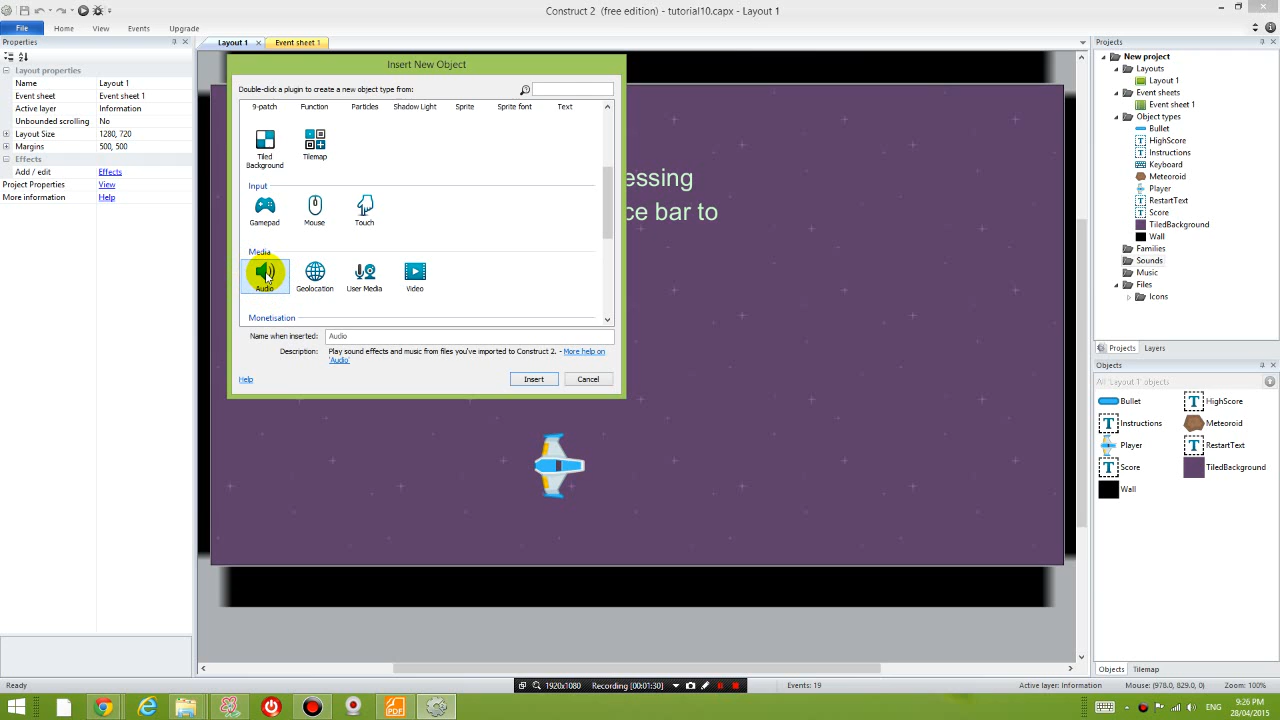 Construct 2 (free edition) - tutorial10.capx - Layout 1
File Home View Events Upgrade
Properties
Layout properties
Name Layout 1
Event sheet Event sheet 1
Active layer Information
Unbounded scrolling No
Layout Size 1280, 720
Margins 500, 500
Effects
Add / edit Effects
Project Properties View
More information Help
Layout 1 Event sheet 1
Insert New Object
Double-click a plugin to create a new object type from:
9-patch Function Particles Shadow Light Sprite Sprite font Text
Tiled Background Tilemap
Input
Gamepad Mouse Touch
Media
Audio Geolocation User Media Video
Monetisation
Name when inserted: Audio
Description: Play sound effects and music from files you've imported to Construct 2. - More help on
'Audio'
Help Insert Cancel
essing
ce bar to
Projects
New project
Layouts
Layout 1
Event sheets
Event sheet 1
Object types
Bullet
HighScore
Instructions
Keyboard
Meteoroid
Player
RestartText
Score
TiledBackground
Wall
Families
Sounds
Music
Files
Icons
Projects Layers
Objects
All 'Layout 1' objects
Bullet HighScore
Instructions Meteoroid
Player RestartText
Score TiledBackground
Wall
Objects Tilemap
Ready 1920x1080 Recording [00:01:30] Events: 19 Active layer: Information Mouse: (978.0, 829.0, 0) Zoom: 100%
ENG 9:26 PM
28/04/2015